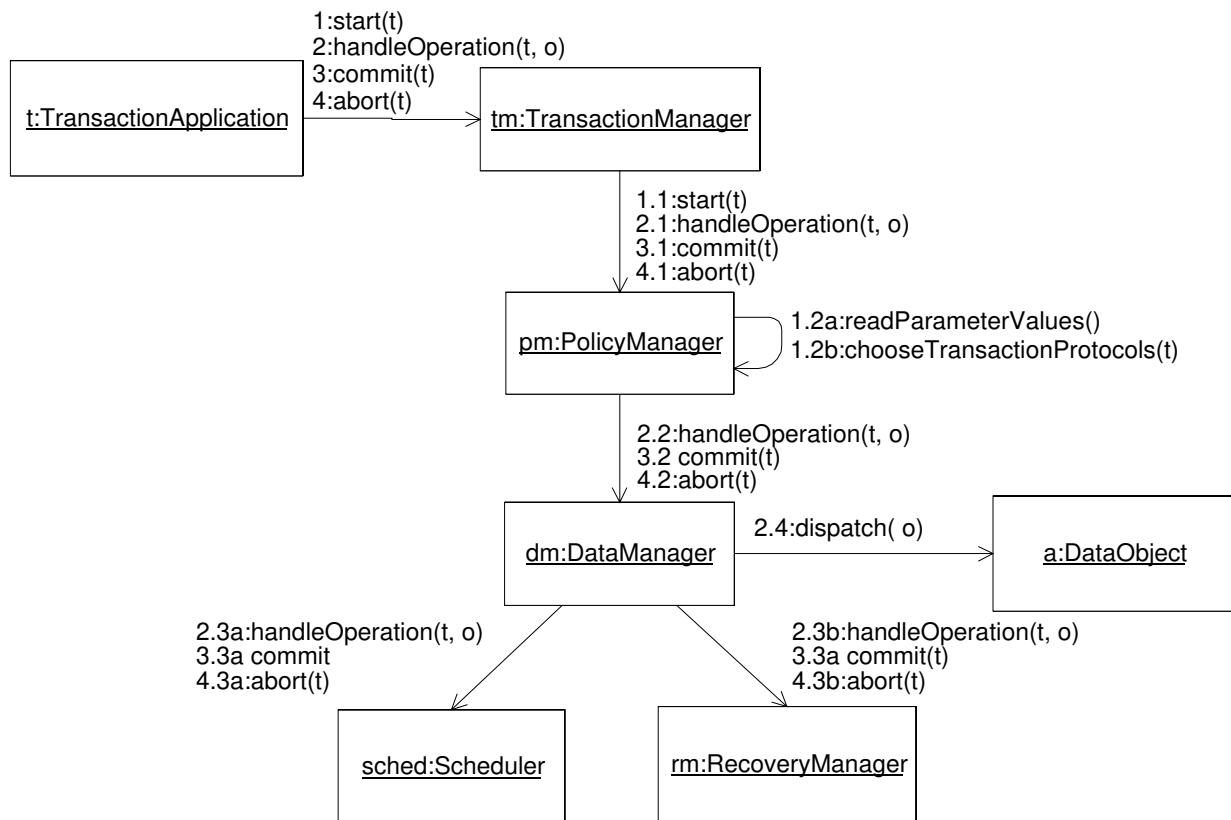 1:start(t)
2:handleOperation(t, o)
3:commit(t)
4:abort(t)
t:TransactionApplication
tm:TransactionManager
1.1:start(t)
2.1:handleOperation(t, o)
3.1:commit(t)
4.1:abort(t)
pm:PolicyManager
1.2a:readParameterValues()
1.2b:chooseTransactionProtocols(t)
2.2:handleOperation(t, o)
3.2 commit(t)
4.2:abort(t)
dm:DataManager
2.4:dispatch( o)
a:DataObject
2.3a:handleOperation(t, o)
3.3a commit
4.3a:abort(t)
2.3b:handleOperation(t, o)
3.3a commit(t)
4.3b:abort(t)
sched:Scheduler
rm:RecoveryManager